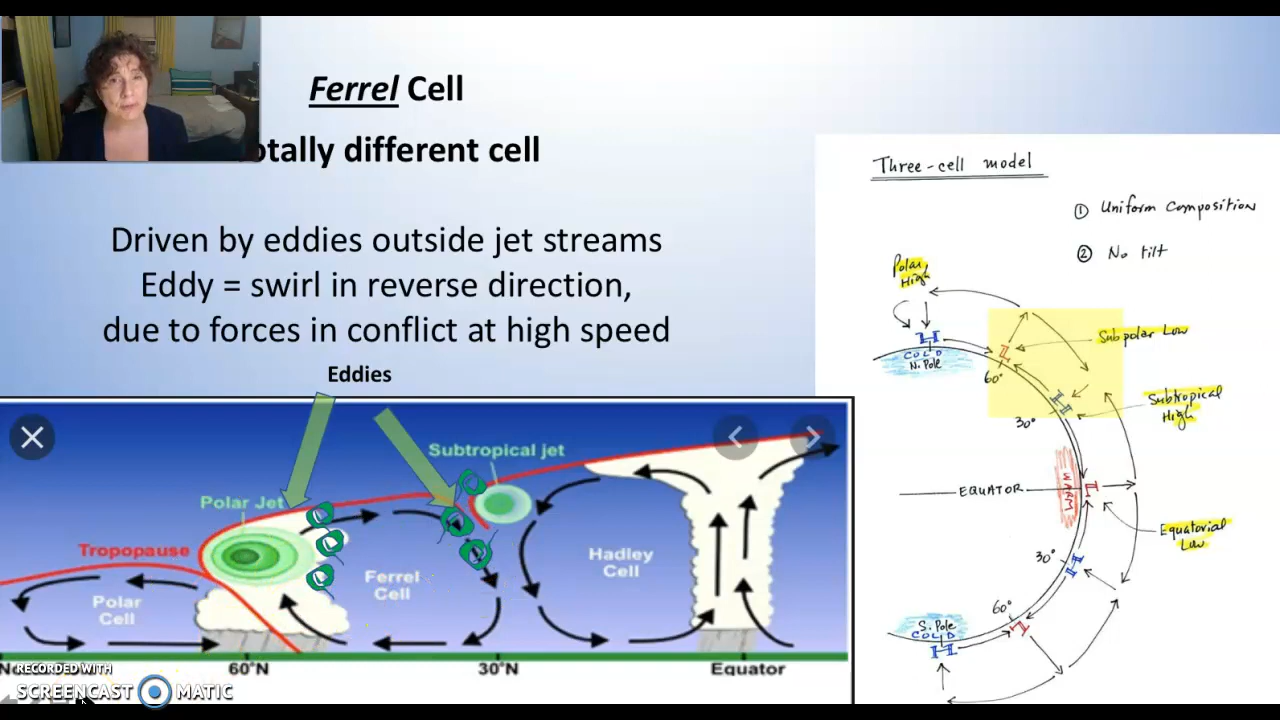 Ferrel Cell
otally different cell
Driven by eddies outside jet streams
Eddy = swirl in reverse direction,
due to forces in conflict at high speed
Eddies
Subtropical jet
Polar Jet
Tropopause
Hadley
Cell
Ferrel
Cell
Polar
Cell
60°N
30°N
Equator
RECORDED WITH
SCREENCAST MATIC
Three-cell model
① Uniform Composition
② No tilt
Polar
High
Subpolar Low
H
COLD
N. Pole
L
60°
Subtropical
High
H
30°
EQUATOR
WARM
L
Equatorial
Low
30°
H
60°
L
S. Pole
COLD
H